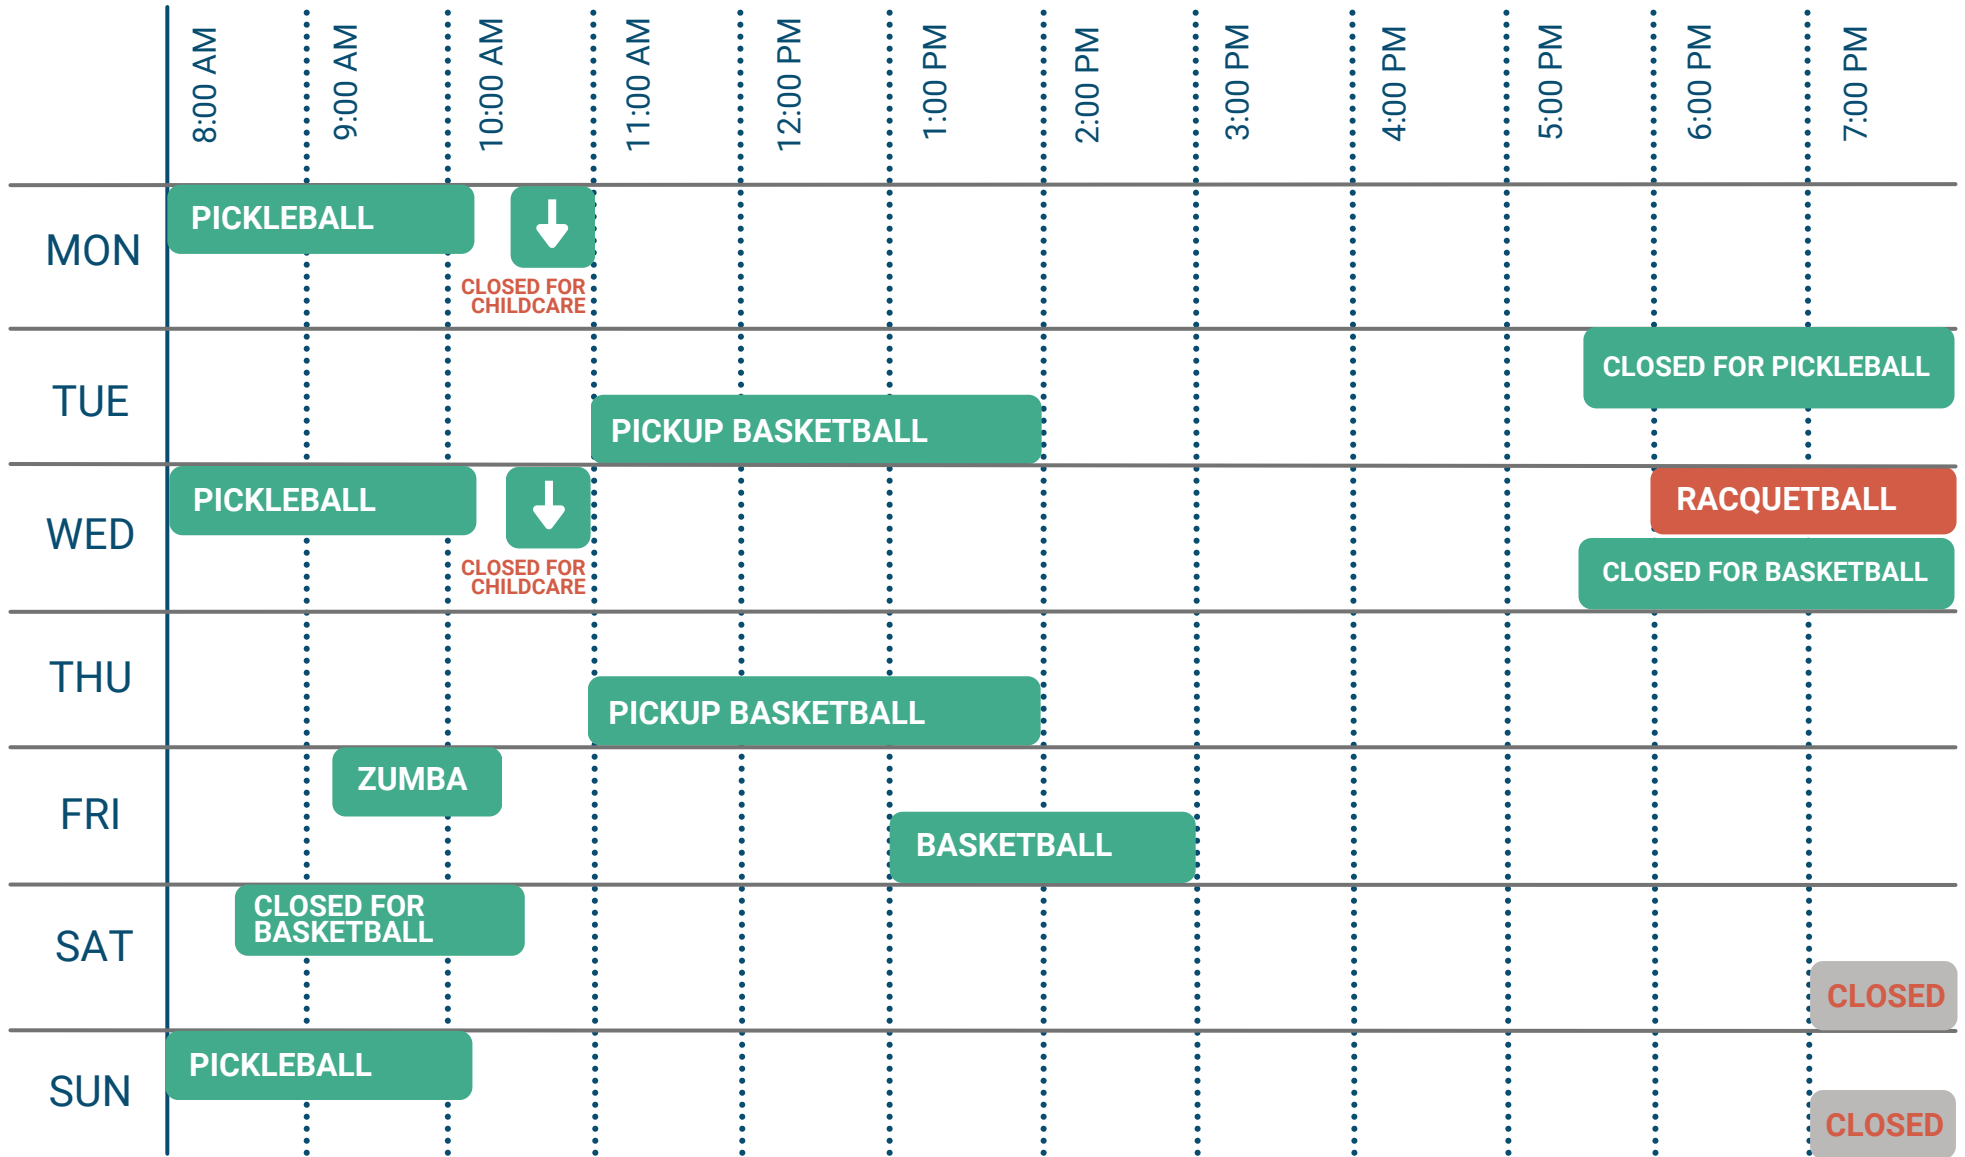 8:00 AM
9:00 AM
10:00 AM
11:00 AM
12:00 PM
1:00 PM
2:00 PM
3:00 PM
4:00 PM
5:00 PM
6:00 PM
7:00 PM
MON
PICKLEBALL
CLOSED FOR
CHILDCARE
TUE
PICKUP BASKETBALL
CLOSED FOR PICKLEBALL
WED
PICKLEBALL
CLOSED FOR
CHILDCARE
RACQUETBALL
CLOSED FOR BASKETBALL
THU
PICKUP BASKETBALL
FRI
ZUMBA
BASKETBALL
SAT
CLOSED FOR
BASKETBALL
CLOSED
SUN
PICKLEBALL
CLOSED